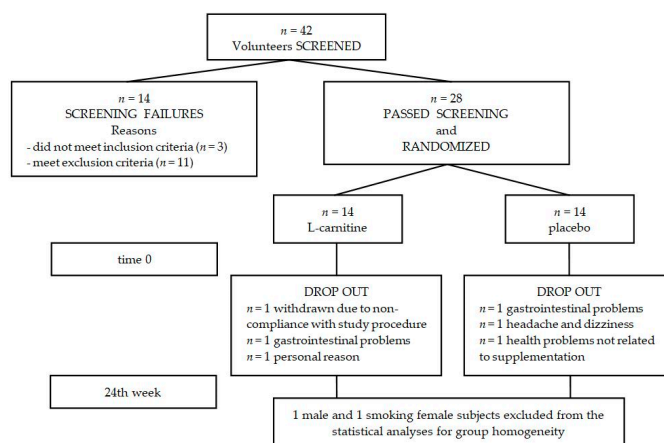 n = 42
Volunteers SCREENED
n = 14
SCREENING FAILURES
Reasons
- did not meet inclusion criteria (n = 3)
- meet exclusion criteria (n = 11)
n = 28
PASSED SCREENING
and
RANDOMIZED
n = 14
L-carnitine
n = 14
placebo
time 0
DROP OUT
n = 1 withdrawn due to non-
compliance with study procedure
n = 1 gastrointestinal problems
n = 1 personal reason
DROP OUT
n = 1 gastrointestinal problems
n = 1 headache and dizziness
n = 1 health problems not related
to supplementation
24th week
1 male and 1 smoking female subjects excluded from the
statistical analyses for group homogeneity